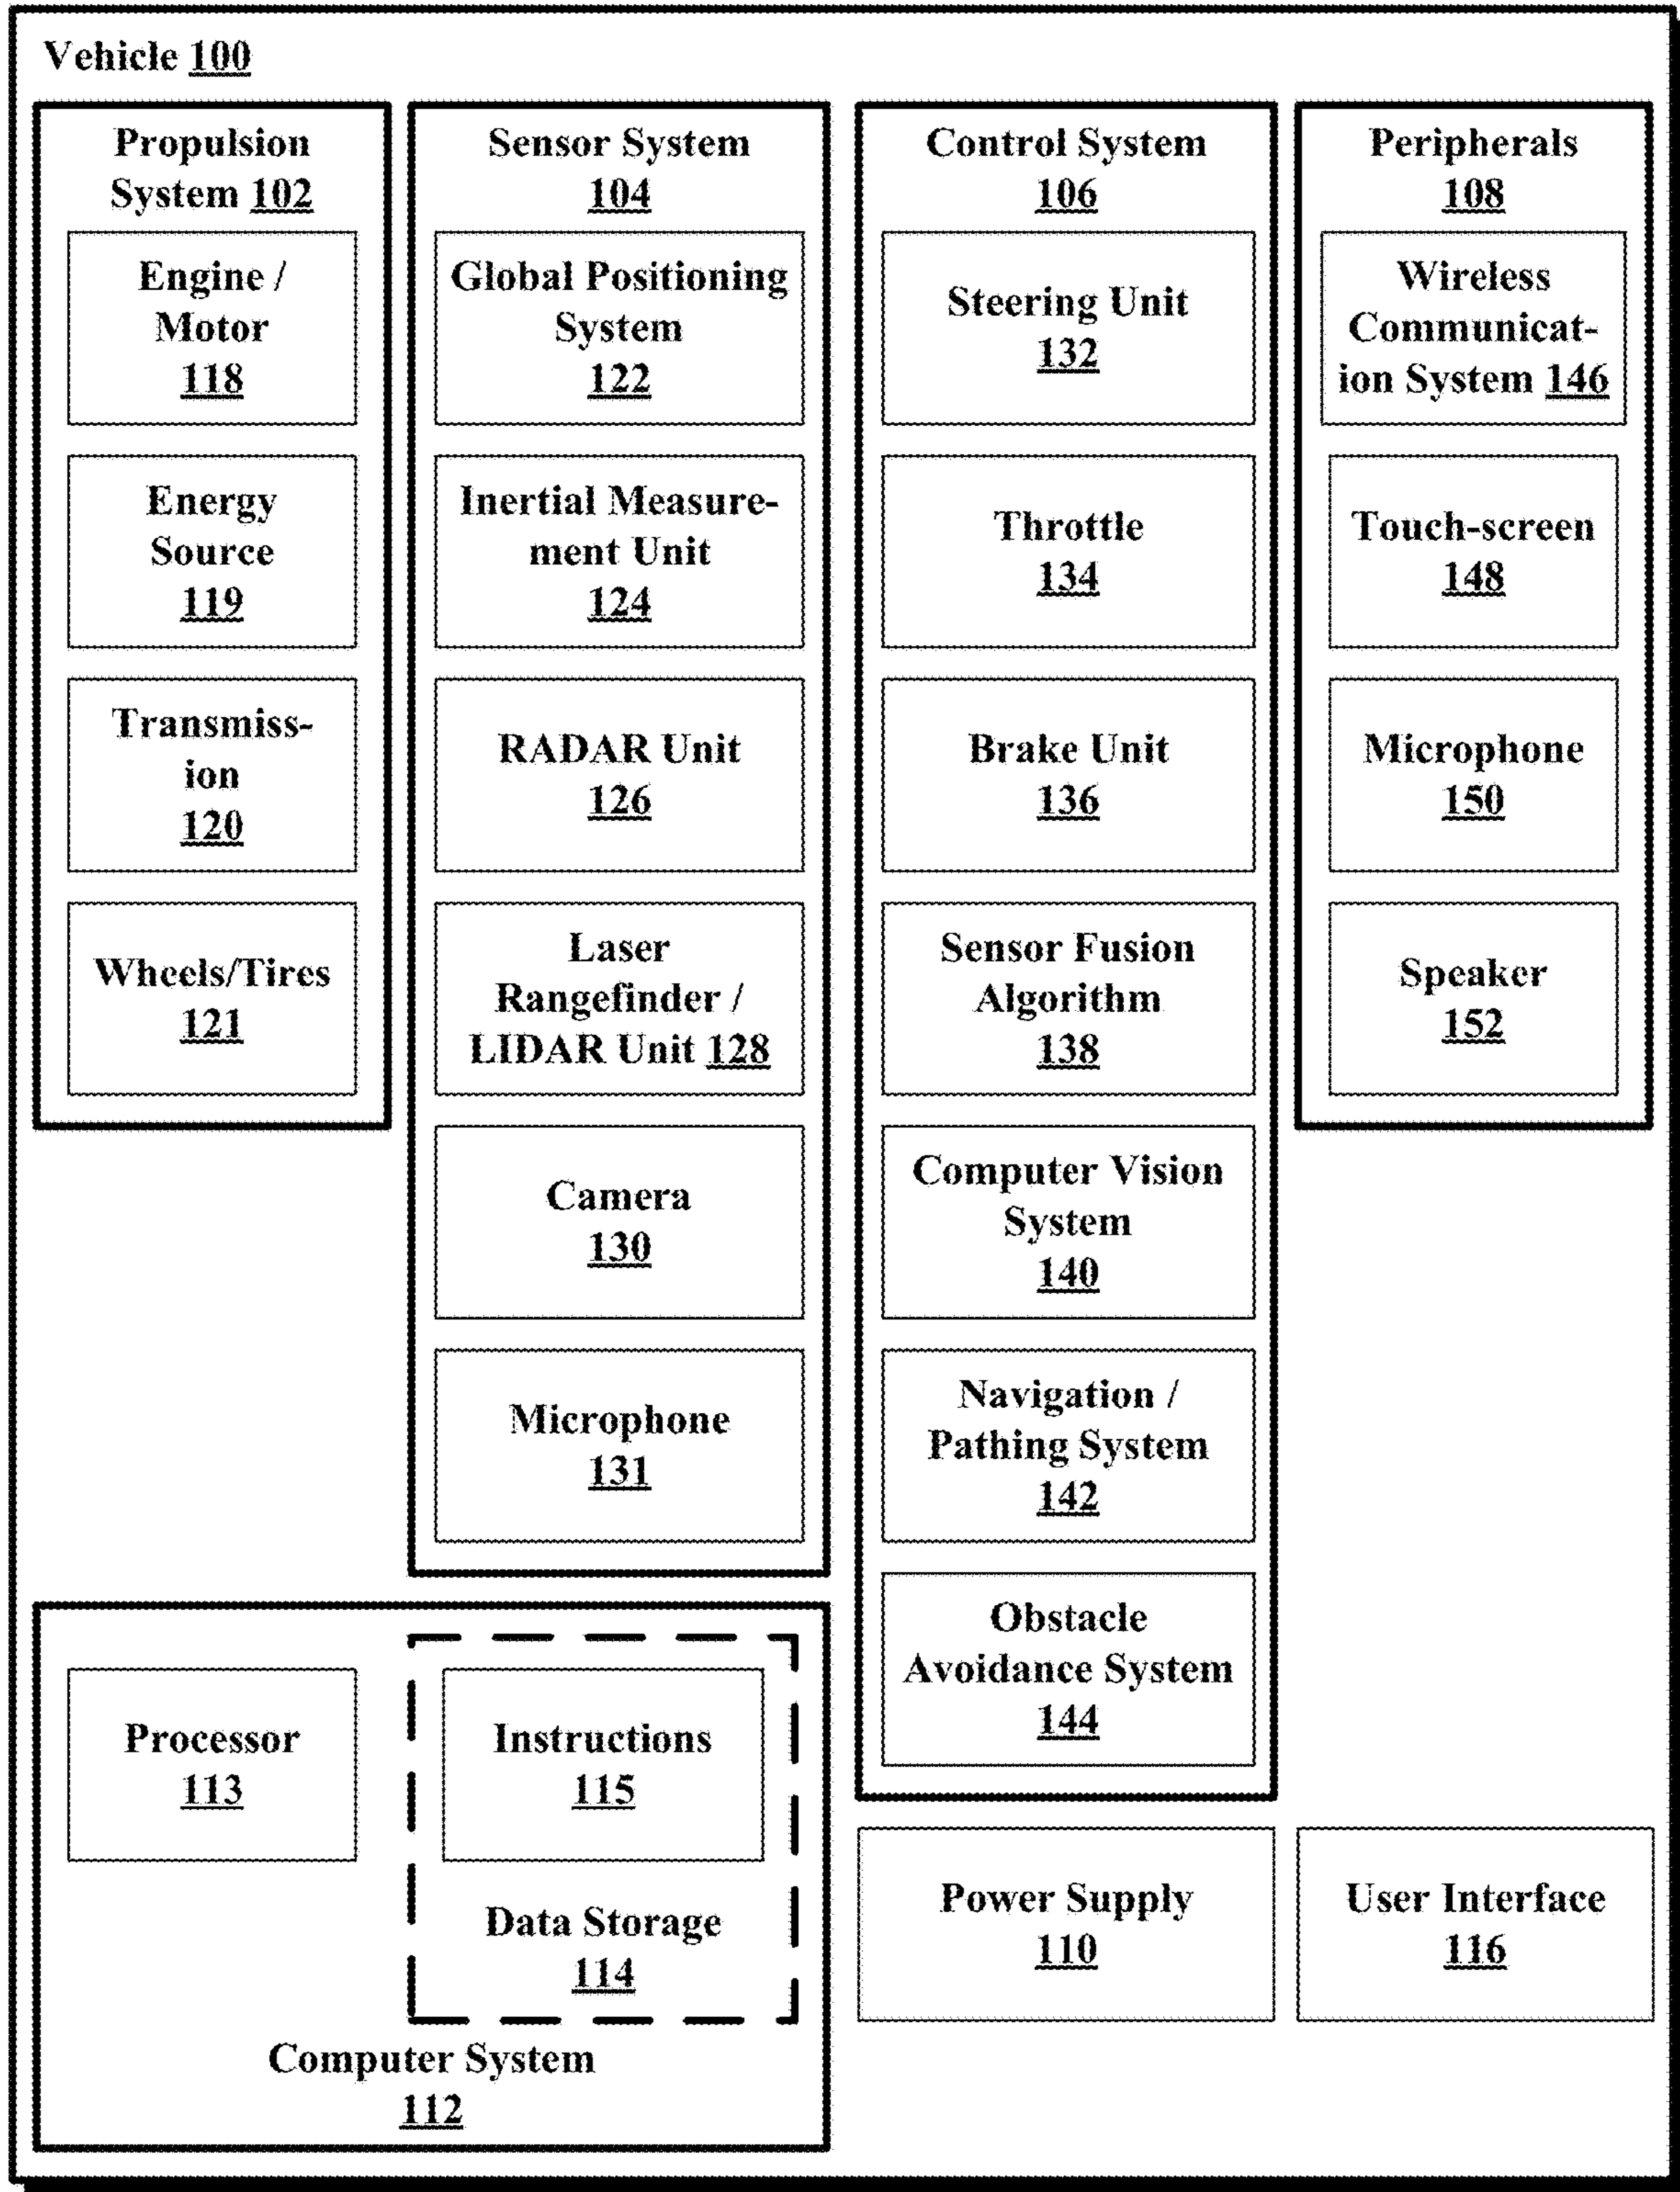 Vehicle 100
Propulsion
System 102
Engine /
Motor
118
Energy
Source
119
Transmiss-
ion
120
Wheels/Tires
121
Sensor System
104
Global Positioning
System
122
Inertial Measure-
ment Unit
124
RADAR Unit
126
Laser
Rangefinder /
LIDAR Unit 128
Camera
130
Microphone
131
Control System
106
Steering Unit
132
Throttle
134
Brake Unit
136
Sensor Fusion
Algorithm
138
Computer Vision
System
140
Navigation /
Pathing System
142
Obstacle
Avoidance System
144
Peripherals
108
Wireless
Communicat-
ion System 146
Touch-screen
148
Microphone
150
Speaker
152
Processor
113
Instructions
115
Data Storage
114
Computer System
112
Power Supply
110
User Interface
116